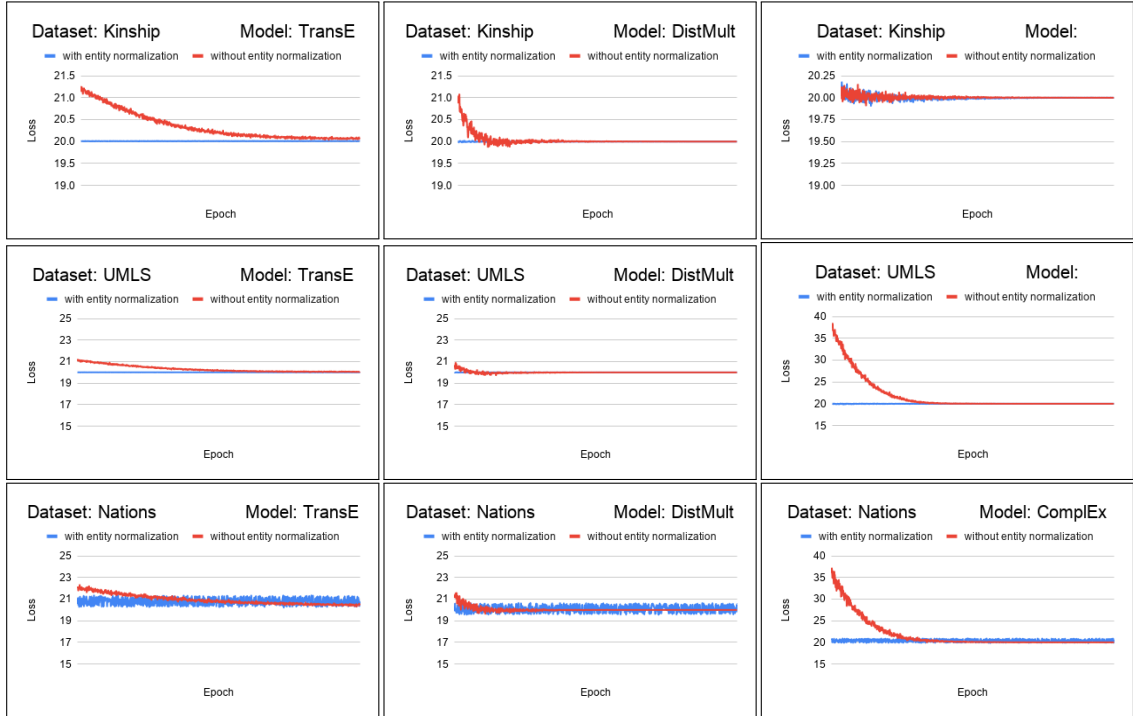 Dataset: Kinship Model: TransE
with entity normalization without entity normalization
21.5
21.0
20.5
20.0
19.5
19.0
Loss
Epoch
Dataset: Kinship Model: DistMult
with entity normalization without entity normalization
21.5
21.0
20.5
20.0
19.5
19.0
Loss
Epoch
Dataset: Kinship Model:
with entity normalization without entity normalization
20.25
20.00
19.75
19.50
19.25
19.00
Loss
Epoch
Dataset: UMLS Model: TransE
with entity normalization without entity normalization
25
23
21
19
17
15
Loss
Epoch
Dataset: UMLS Model: DistMult
with entity normalization without entity normalization
25
23
21
19
17
15
Loss
Epoch
Dataset: UMLS Model:
with entity normalization without entity normalization
40
35
30
25
20
15
Loss
Epoch
Dataset: Nations Model: TransE
with entity normalization without entity normalization
25
23
21
19
17
15
Loss
Epoch
Dataset: Nations Model: DistMult
with entity normalization without entity normalization
25
23
21
19
17
15
Loss
Epoch
Dataset: Nations Model: ComplEx
with entity normalization without entity normalization
40
35
30
25
20
15
Loss
Epoch